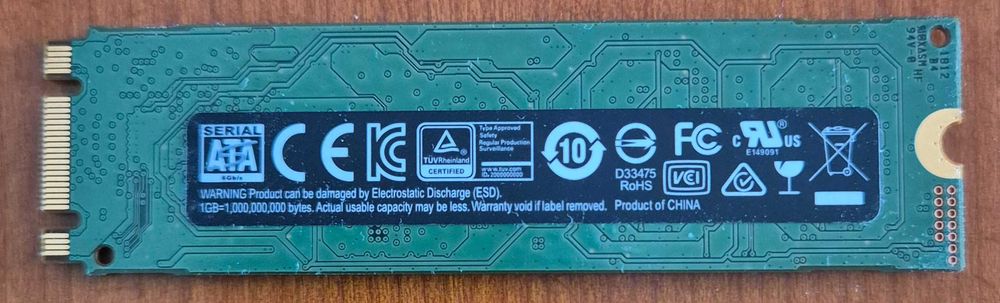 SERIAL
ATA
6Gb/s
CE
KC
TÜVRheinland
CERTIFIED
Type Approved
Safety
Regular Production
Surveillance
www.tuv.com
ID: 2000000000
10
D33475
RoHS
FC
VCI
c RU US
E149091
WARNING Product can be damaged by Electrostatic Discharge (ESD).
1GB=1,000,000,000 bytes. Actual usable capacity may be less. Warranty void if label removed. Product of CHINA
1812
94V-0